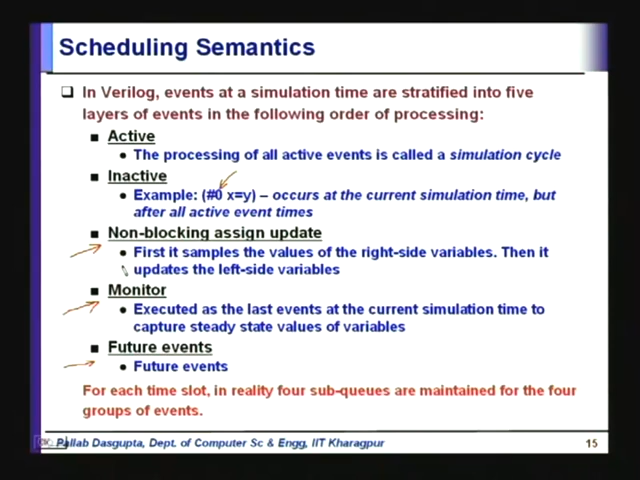 Scheduling Semantics
In Verilog, events at a simulation time are stratified into five
layers of events in the following order of processing:
Active
The processing of all active events is called a simulation cycle
Inactive
Example: (#0 x=y) – occurs at the current simulation time, but
after all active event times
Non-blocking assign update
First it samples the values of the right-side variables. Then it
updates the left-side variables
Monitor
Executed as the last events at the current simulation time to
capture steady state values of variables
Future events
Future events
For each time slot, in reality four sub-queues are maintained for the four
groups of events.
Pallab Dasgupta, Dept. of Computer Sc & Engg, IIT Kharagpur 15